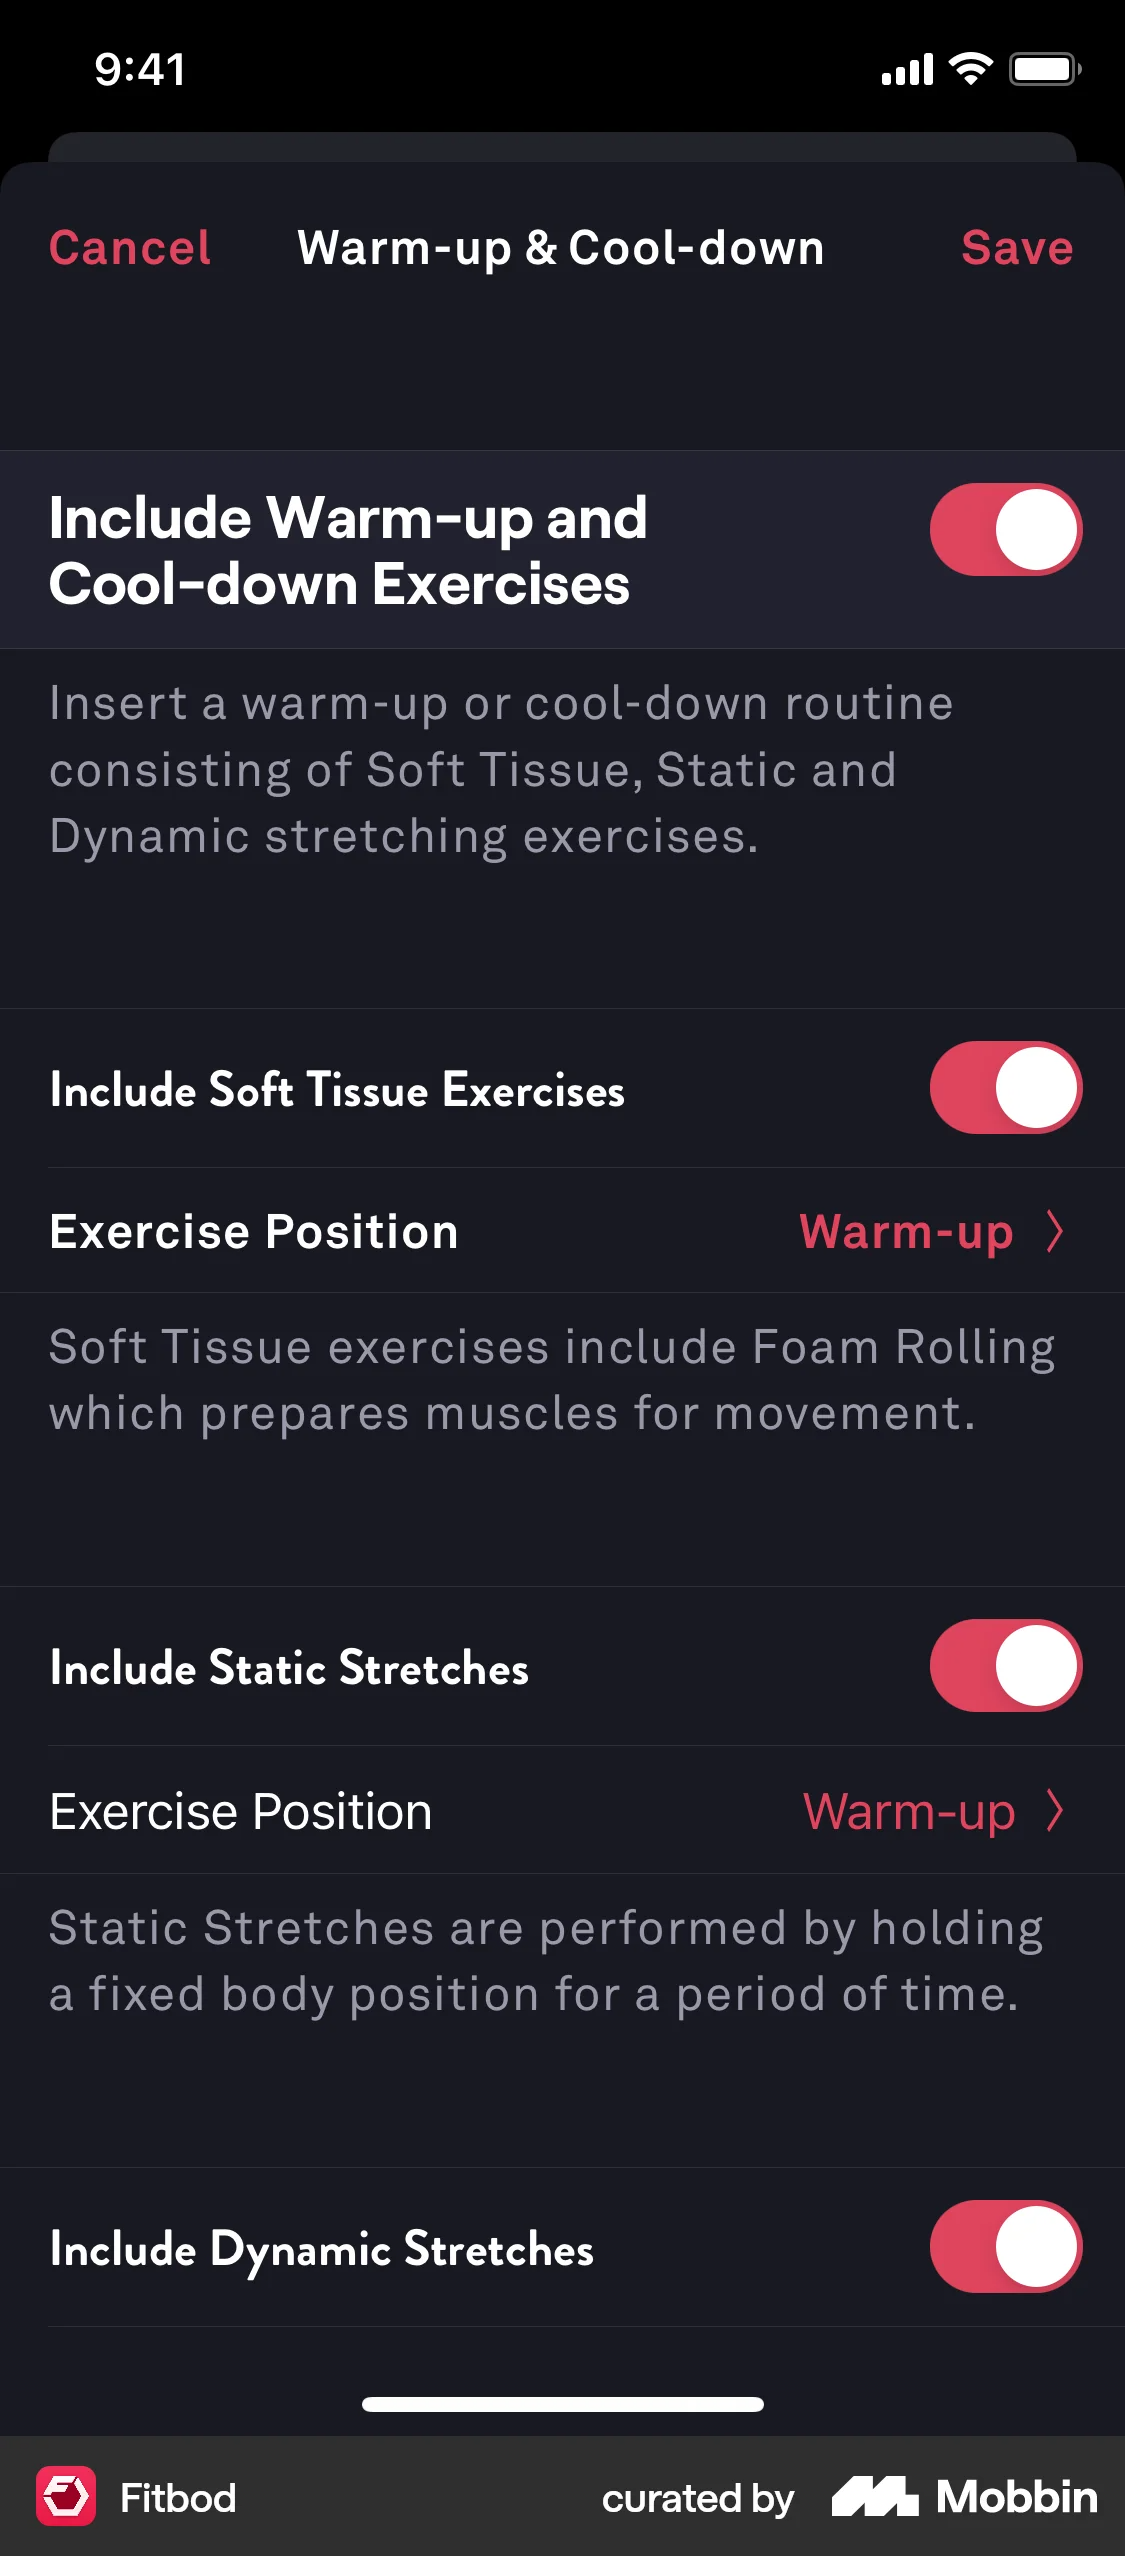 9:41
Cancel Warm-up & Cool-down Save
Include Warm-up and
Cool-down Exercises
Insert a warm-up or cool-down routine
consisting of Soft Tissue, Static and
Dynamic stretching exercises.
Include Soft Tissue Exercises
Exercise Position Warm-up
Soft Tissue exercises include Foam Rolling
which prepares muscles for movement.
Include Static Stretches
Exercise Position Warm-up
Static Stretches are performed by holding
a fixed body position for a period of time.
Include Dynamic Stretches
Fitbod curated by Mobbin